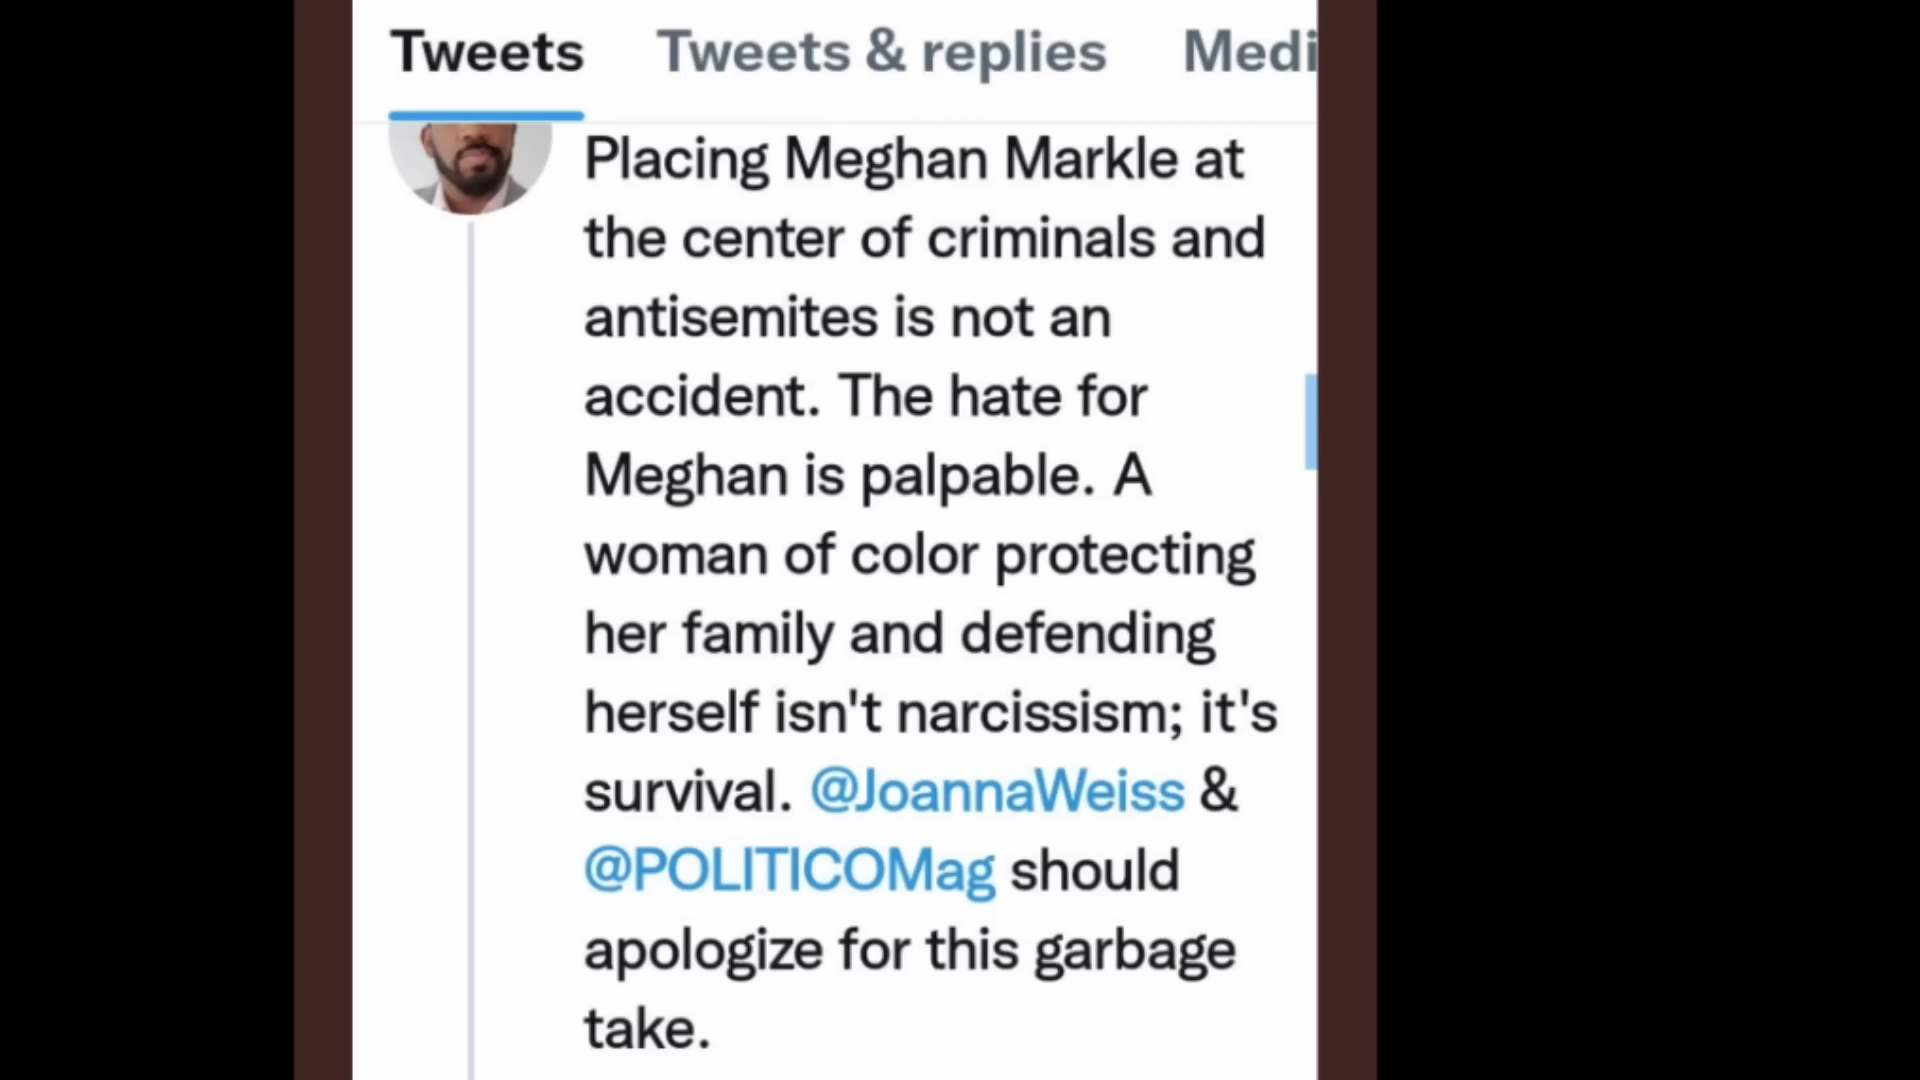 Tweets Tweets & replies Medi
Placing Meghan Markle at
the center of criminals and
antisemites is not an
accident. The hate for
Meghan is palpable. A
woman of color protecting
her family and defending
herself isn't narcissism; it's
survival. @JoannaWeiss &
@POLITICOMag should
apologize for this garbage
take.